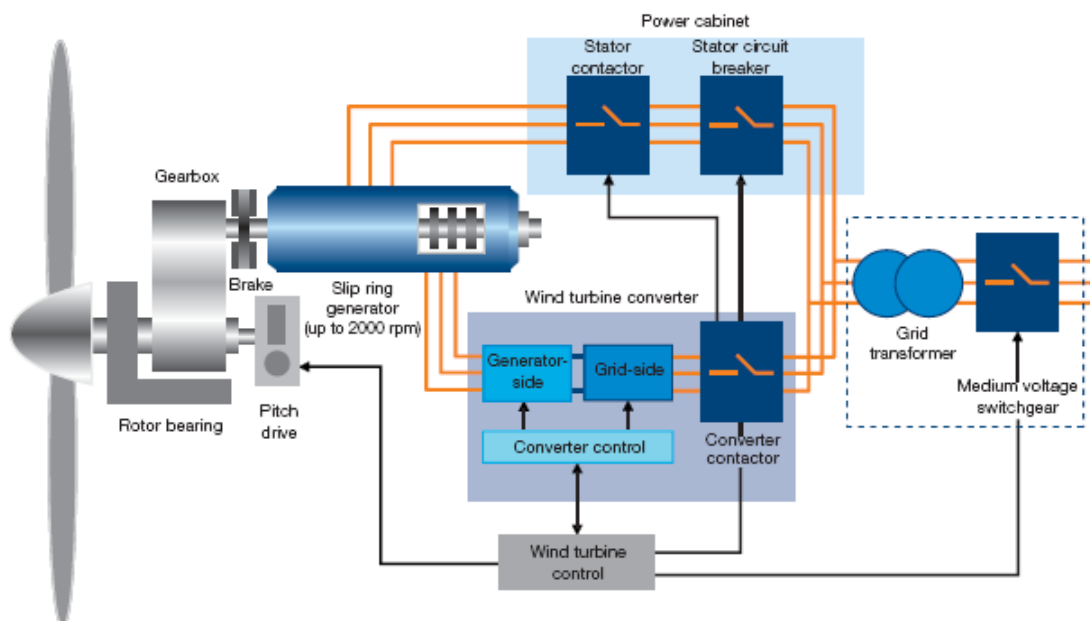 Power cabinet
Stator
contactor
Stator circuit
breaker
Gearbox
Brake
Slip ring
generator
(up to 2000 rpm)
Wind turbine converter
Generator-
side
Grid-side
Grid
transformer
Rotor bearing
Pitch
drive
Converter control
Converter
contactor
Medium voltage
switchgear
Wind turbine
control